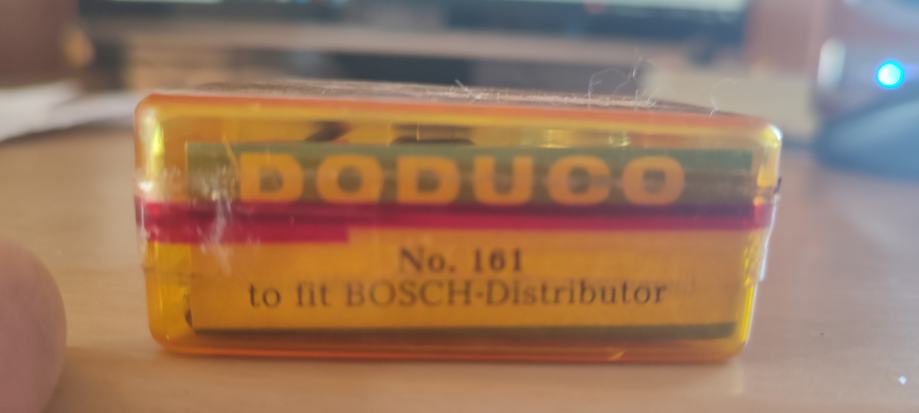 DODUCO
No. 161
to fit BOSCH-Distributor